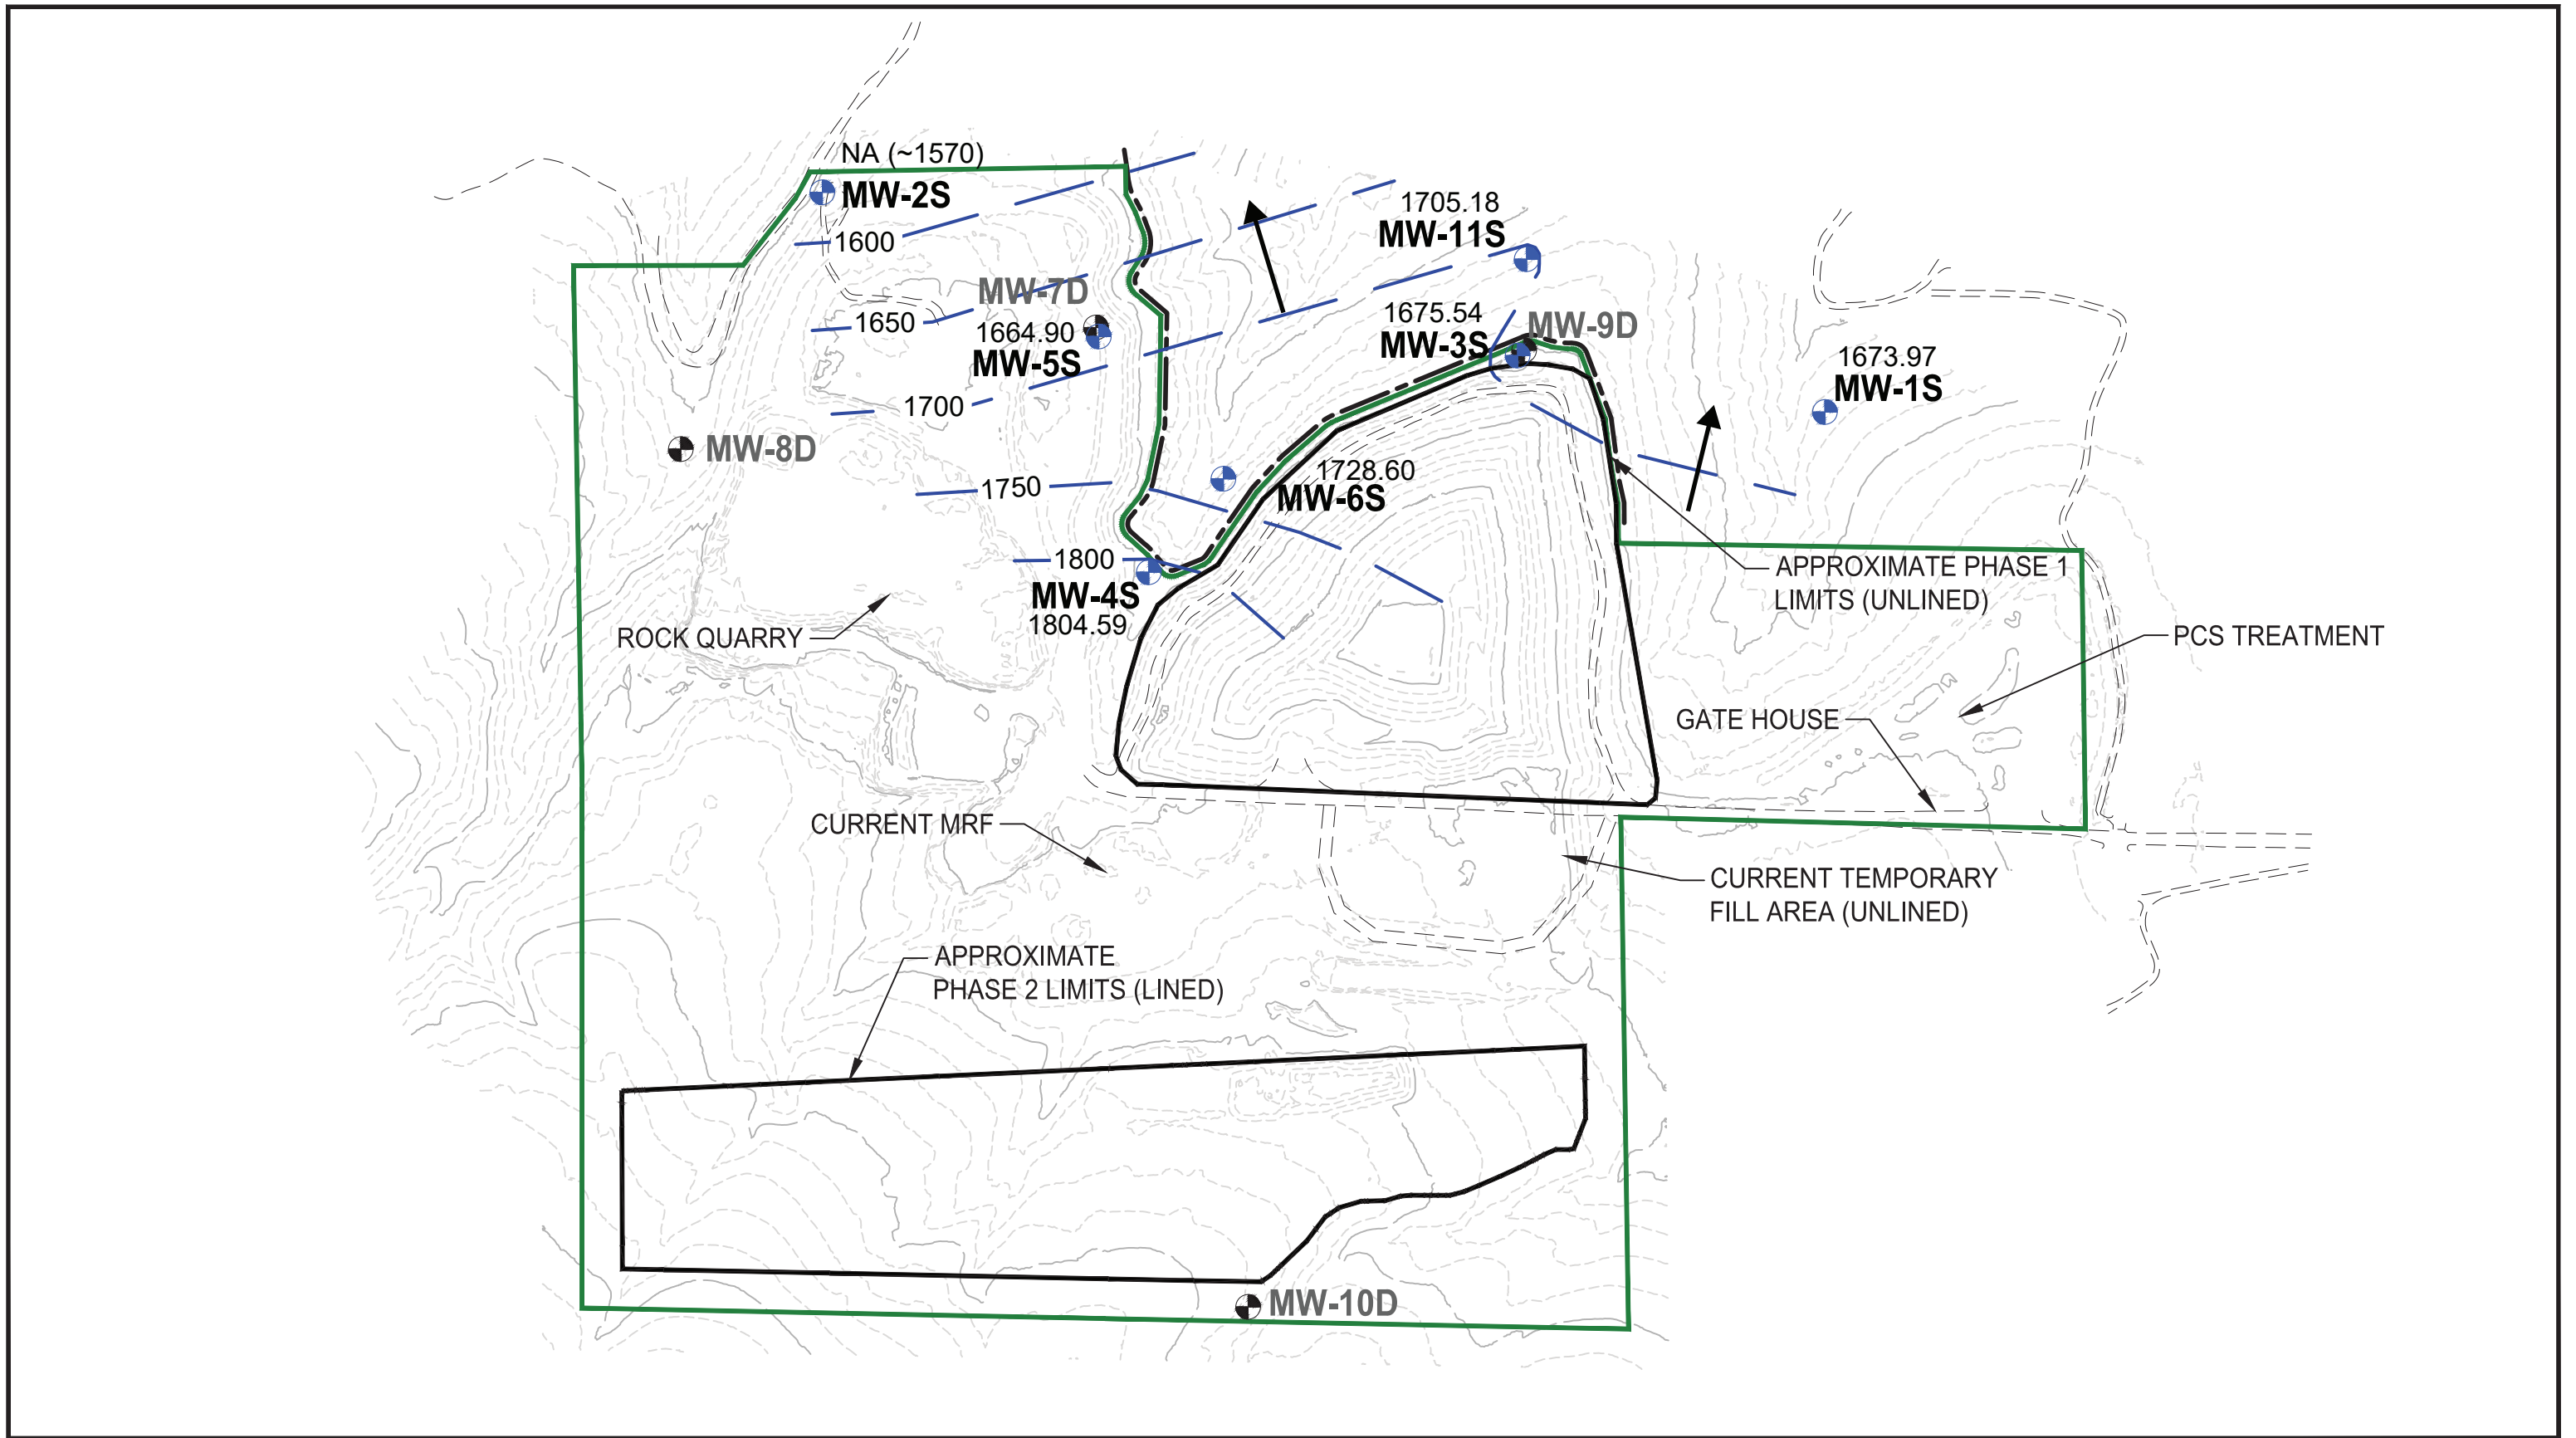 NA (~1570)
MW-2S
1705.18
MW-11S
1600
MW-7D
1664.90
MW-5S
1650
1675.54
MW-3S
MW-9D
1673.97
MW-1S
1700
MW-8D
1728.60
MW-6S
1750
1800
MW-4S
1804.59
APPROXIMATE PHASE 1
LIMITS (UNLINED)
ROCK QUARRY
PCS TREATMENT
GATE HOUSE
CURRENT MRF
CURRENT TEMPORARY
FILL AREA (UNLINED)
APPROXIMATE
PHASE 2 LIMITS (LINED)
MW-10D